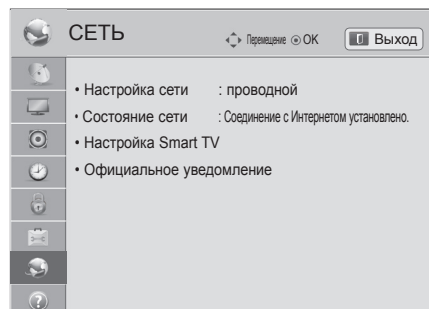 СЕТЬ Перемещение OK Выход
• Настройка сети : проводной
• Состояние сети : Соединение с Интернетом установлено.
• Настройка Smart TV
• Официальное уведомление